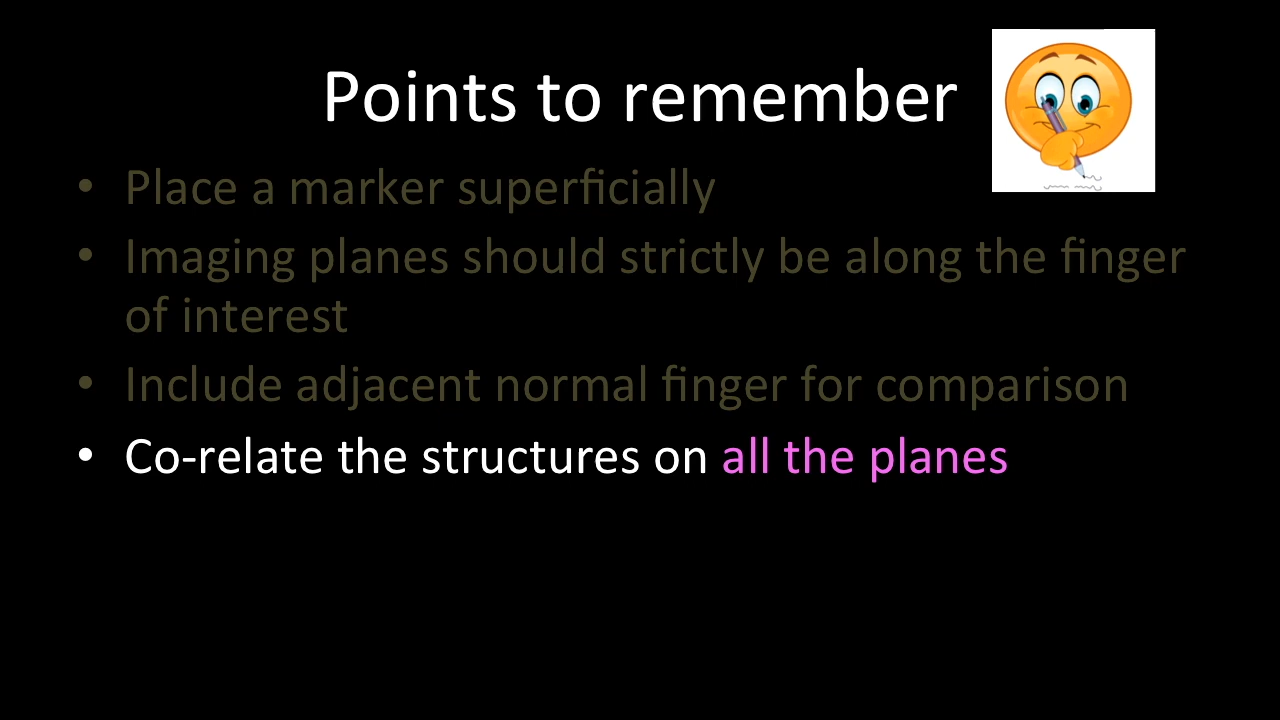 Points to remember
• Place a marker superficially
• Imaging planes should strictly be along the finger
of interest
• Include adjacent normal finger for comparison
• Co-relate the structures on all the planes